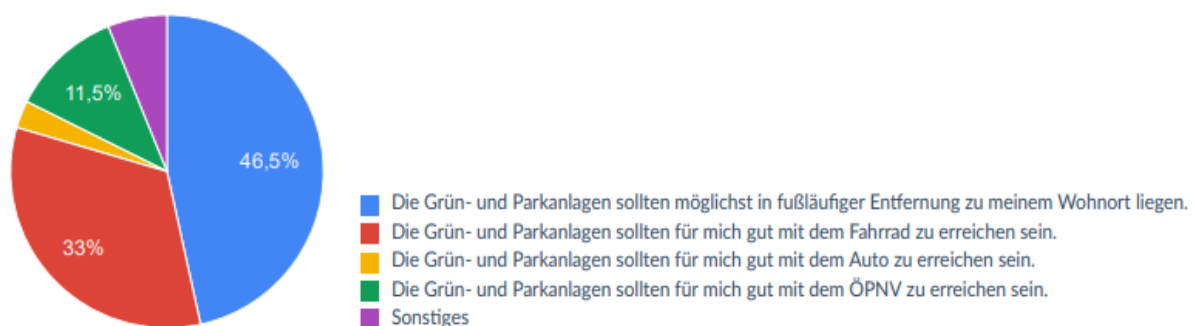 11,5%
46,5%
33%
Die Grün- und Parkanlagen sollten möglichst in fußläufiger Entfernung zu meinem Wohnort liegen.
Die Grün- und Parkanlagen sollten für mich gut mit dem Fahrrad zu erreichen sein.
Die Grün- und Parkanlagen sollten für mich gut mit dem Auto zu erreichen sein.
Die Grün- und Parkanlagen sollten für mich gut mit dem ÖPNV zu erreichen sein.
Sonstiges